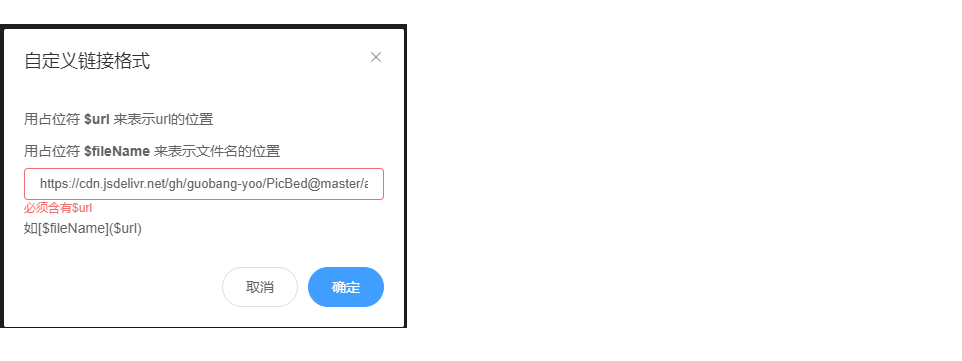 自定义链接格式
用占位符 $url 来表示url的位置
用占位符 $fileName 来表示文件名的位置
https://cdn.jsdelivr.net/gh/guobang-yoo/PicBed@master/a
必须含有$url
如[$fileName]($url)
取消 确定